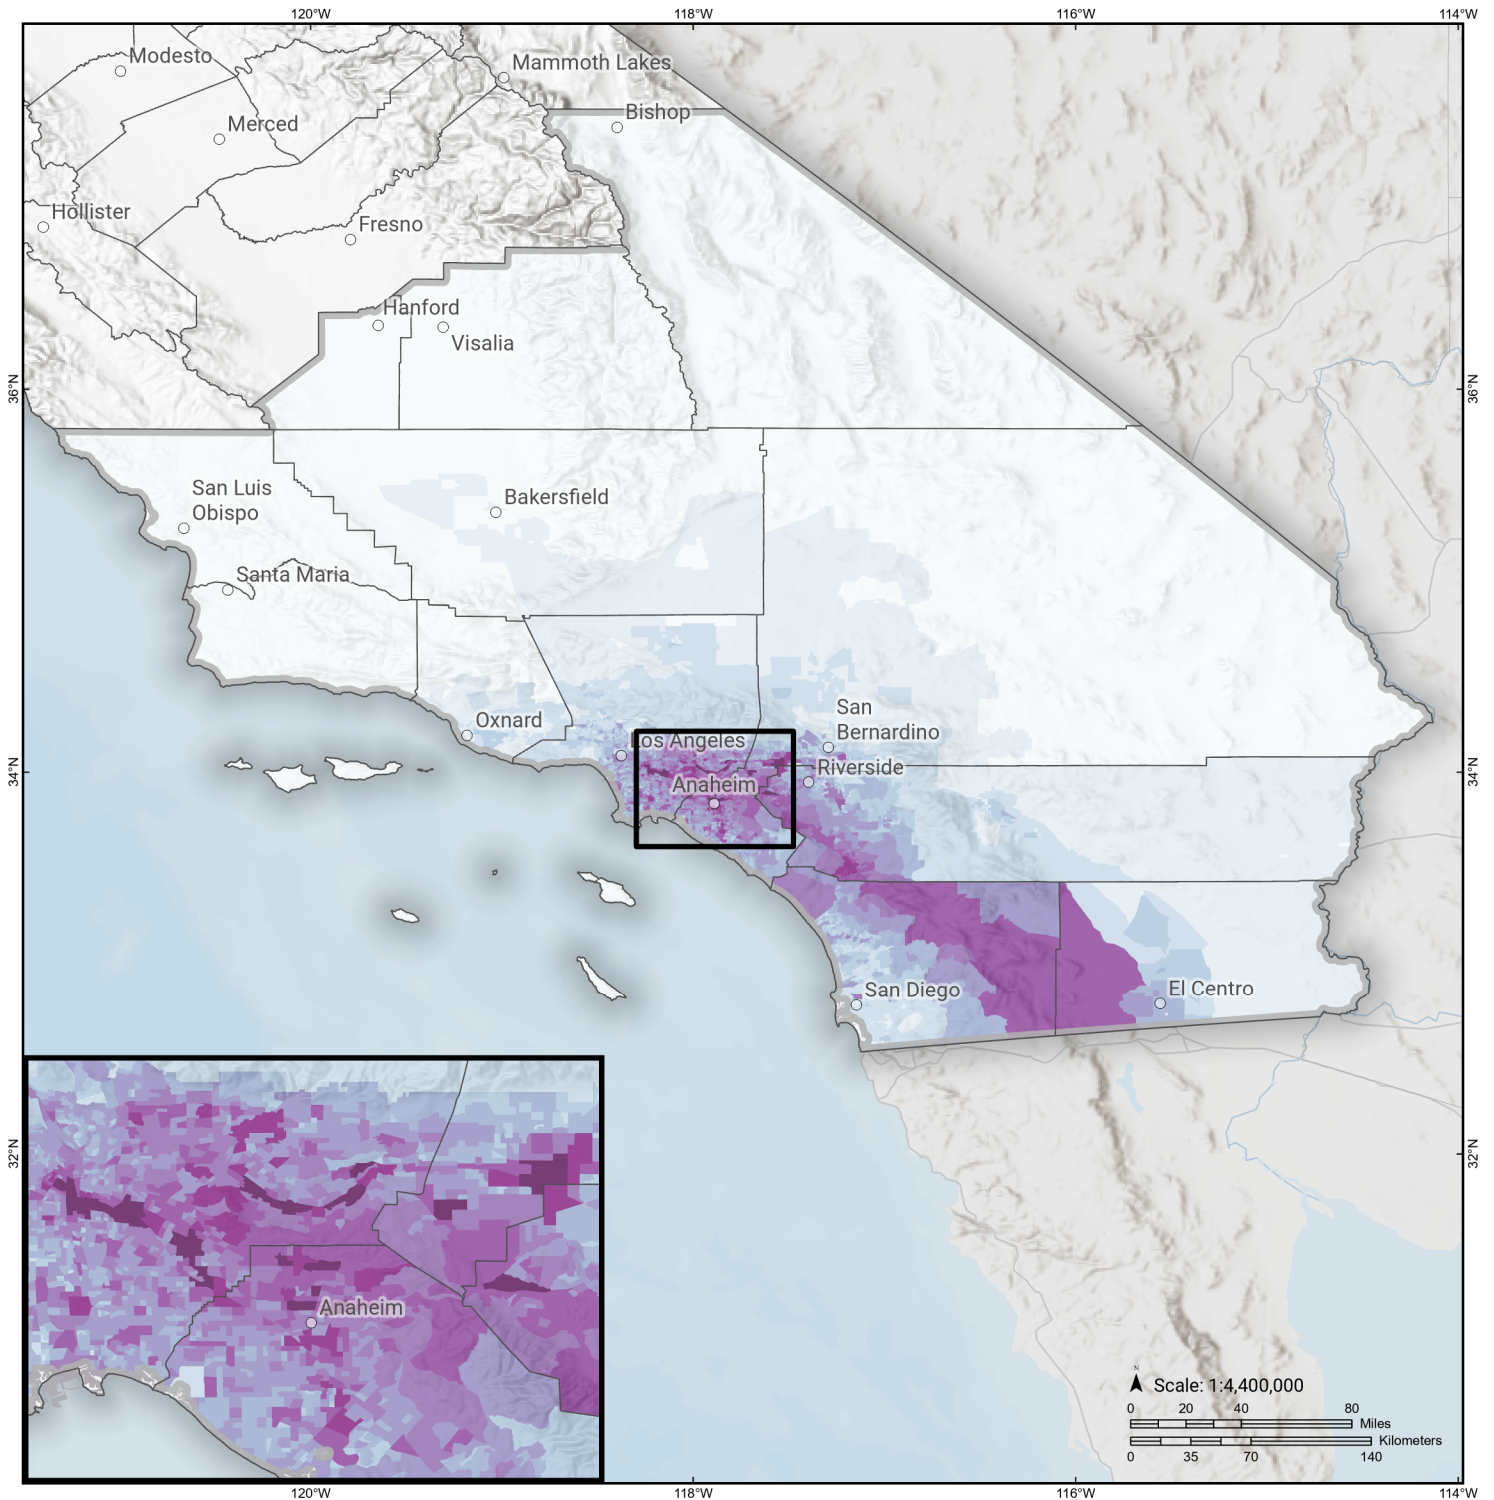 120°W
118°W
116°W
114°W
Modesto
Mammoth Lakes
Bishop
Merced
Hollister
Fresno
Hanford
Visalia
36°N
36°N
San Luis
Obispo
Bakersfield
Santa Maria
Oxnard
Los Angeles
San
Bernardino
Riverside
Anaheim
34°N
34°N
San Diego
El Centro
32°N
32°N
Anaheim
N
Scale: 1:4,400,000
0 20 40 80
Miles
Kilometers
0 35 70 140
120°W
118°W
116°W
114°W